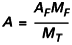 A = A_F M_F / M_T